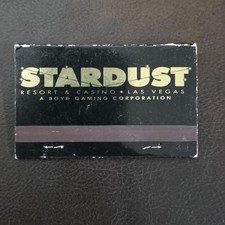 STARDUST
RESORT & CASINO • LAS VEGAS
A BOYD GAMING CORPORATION